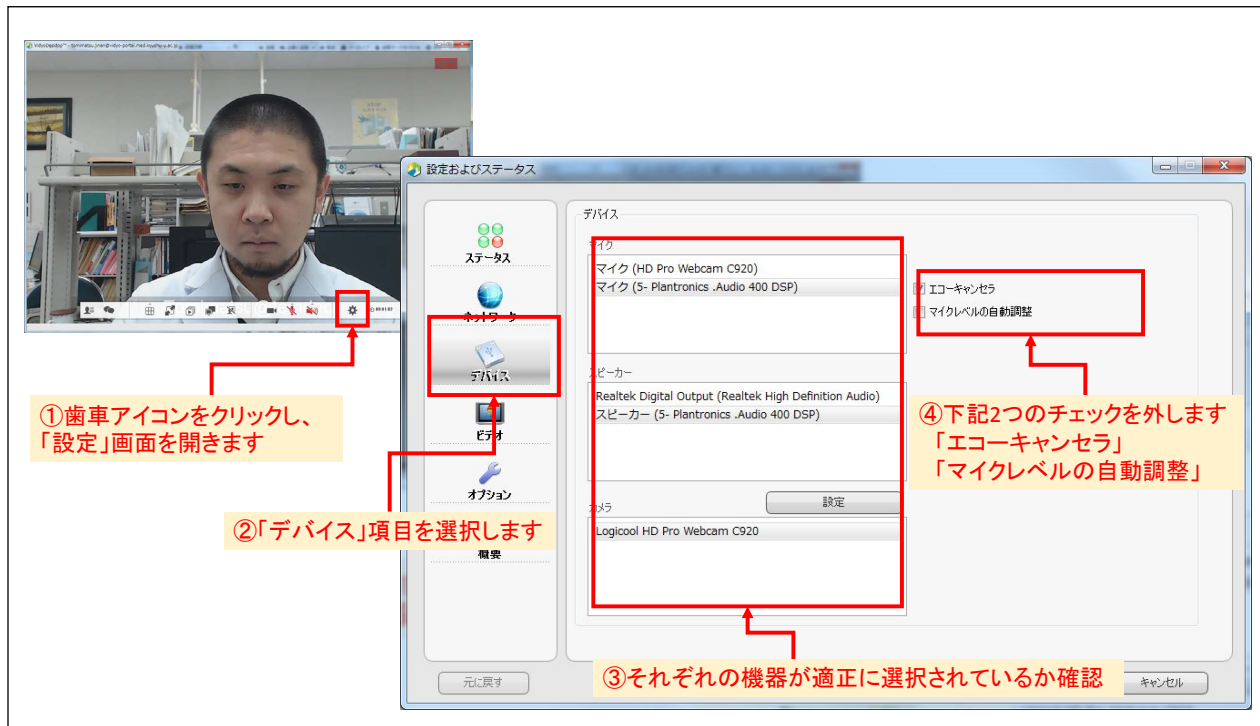 設定およびステータス
ステータス
ネットワーク
デバイス
ビデオ
オプション
概要
デバイス
マイク
マイク (HD Pro Webcam C920)
マイク (5- Plantronics .Audio 400 DSP)
エコーキャンセラ
マイクレベルの自動調整
スピーカー
Realtek Digital Output (Realtek High Definition Audio)
スピーカー (5- Plantronics .Audio 400 DSP)
カメラ
設定
Logicool HD Pro Webcam C920
元に戻す
キャンセル
①歯車アイコンをクリックし、
「設定」画面を開きます
②「デバイス」項目を選択します
③それぞれの機器が適正に選択されているか確認
④下記2つのチェックを外します
「エコーキャンセラ」
「マイクレベルの自動調整」